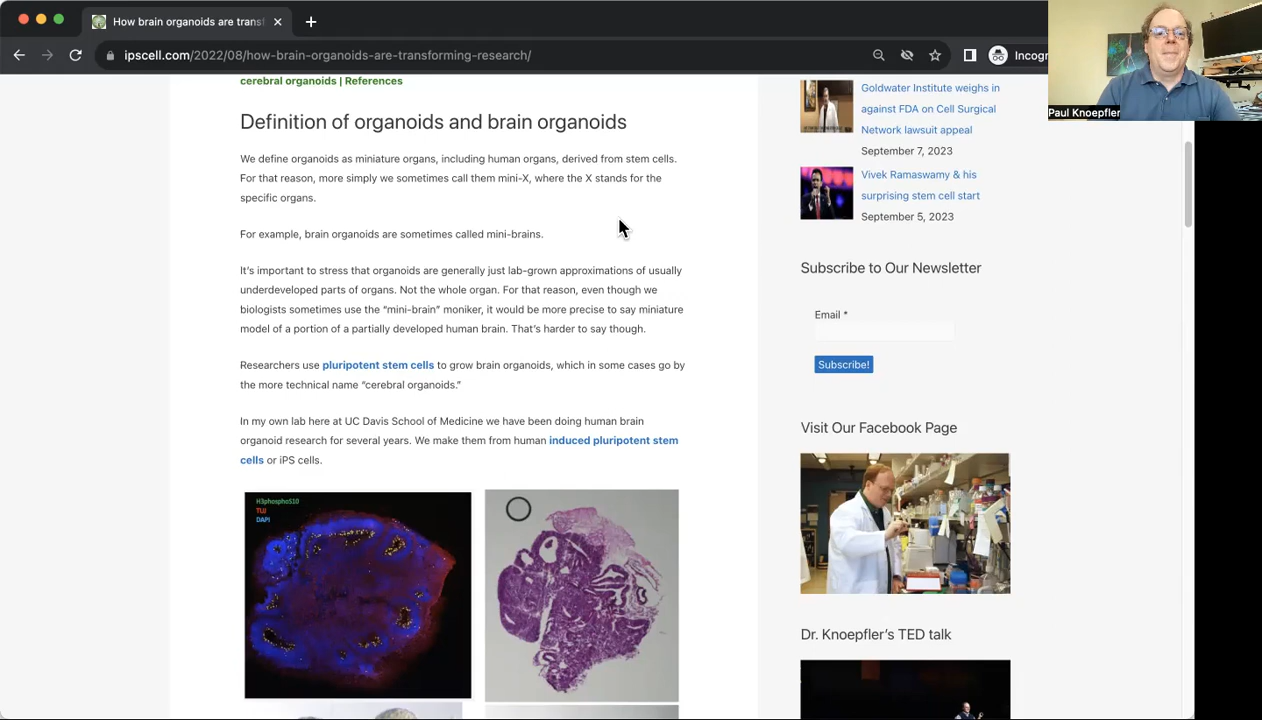 How brain organoids are transf
ipscell.com/2022/08/how-brain-organoids-are-transforming-research/
Incogn
Paul Knoepfler
cerebral organoids | References
Definition of organoids and brain organoids
We define organoids as miniature organs, including human organs, derived from stem cells.
For that reason, more simply we sometimes call them mini-X, where the X stands for the
specific organs.
For example, brain organoids are sometimes called mini-brains.
It’s important to stress that organoids are generally just lab-grown approximations of usually
underdeveloped parts of organs. Not the whole organ. For that reason, even though we
biologists sometimes use the “mini-brain” moniker, it would be more precise to say miniature
model of a portion of a partially developed human brain. That’s harder to say though.
Researchers use pluripotent stem cells to grow brain organoids, which in some cases go by
the more technical name “cerebral organoids.”
In my own lab here at UC Davis School of Medicine we have been doing human brain
organoid research for several years. We make them from human induced pluripotent stem
cells or iPS cells.
H3phosphoS10
TUJ
DAPI
Goldwater Institute weighs in
against FDA on Cell Surgical
Network lawsuit appeal
September 7, 2023
Vivek Ramaswamy & his
surprising stem cell start
September 5, 2023
Subscribe to Our Newsletter
Email *
Subscribe!
Visit Our Facebook Page
Dr. Knoepfler’s TED talk